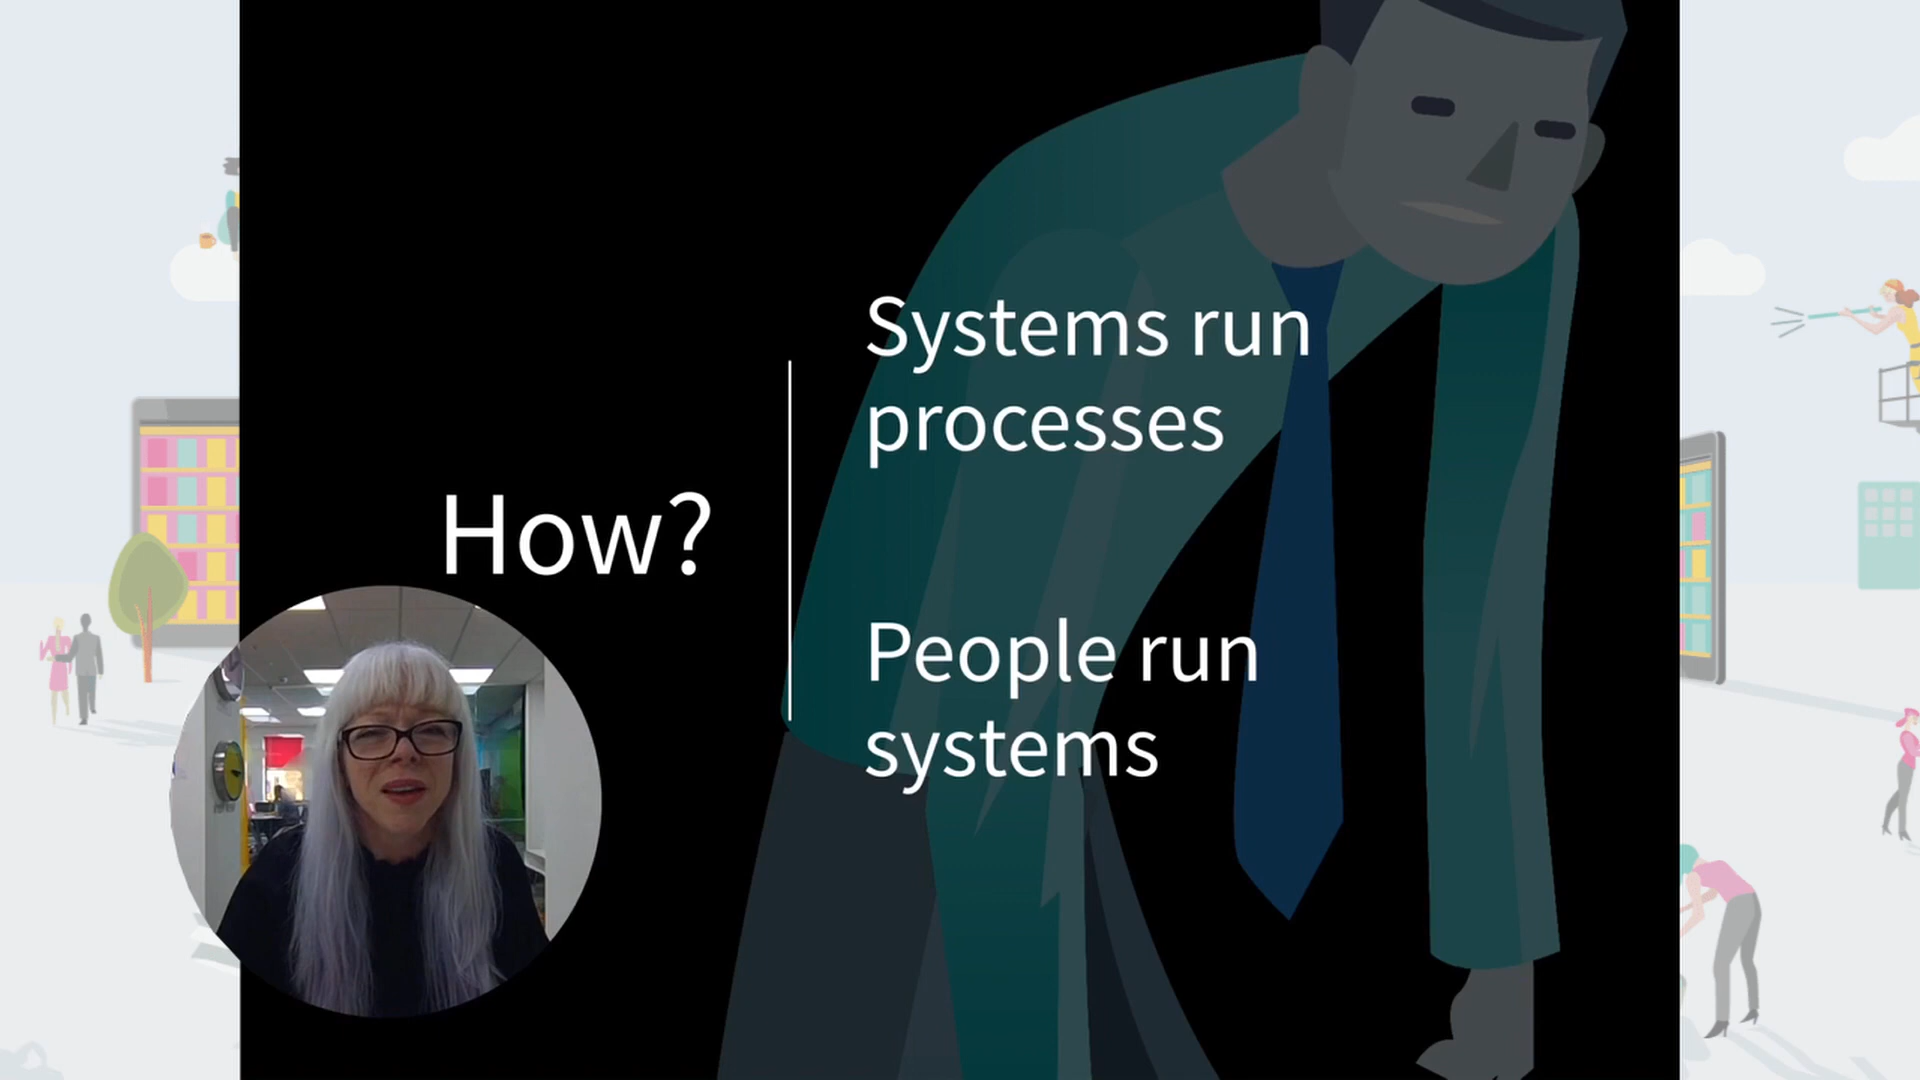 How?
Systems run
processes
People run
systems